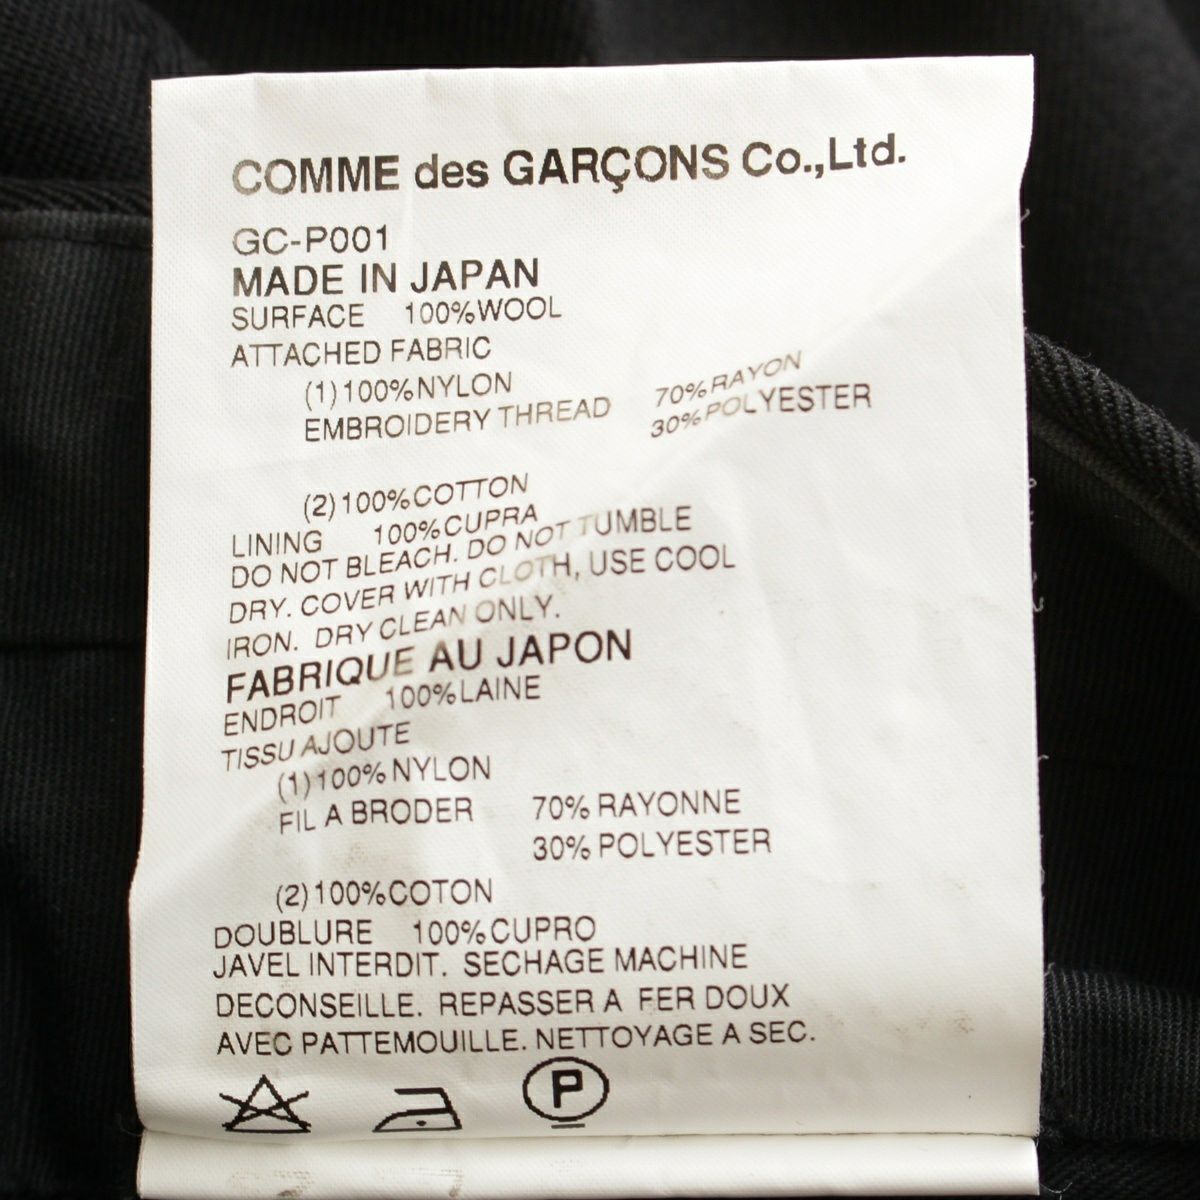 COMME des GARÇONS Co.,Ltd.
GC-P001
MADE IN JAPAN
SURFACE 100%WOOL
ATTACHED FABRIC
(1)100%NYLON
EMBROIDERY THREAD 70%RAYON
30%POLYESTER
(2)100%COTTON
LINING 100%CUPRA
DO NOT BLEACH. DO NOT TUMBLE
DRY. COVER WITH CLOTH, USE COOL
IRON. DRY CLEAN ONLY.
FABRIQUE AU JAPON
ENDROIT 100%LAINE
TISSU AJOUTE
(1)100%NYLON
FIL A BRODER 70% RAYONNE
30% POLYESTER
(2)100%COTON
DOUBLURE 100%CUPRO
JAVEL INTERDIT. SECHAGE MACHINE
DECONSEILLE. REPASSER A FER DOUX
AVEC PATTEMOUILLE. NETTOYAGE A SEC.
P